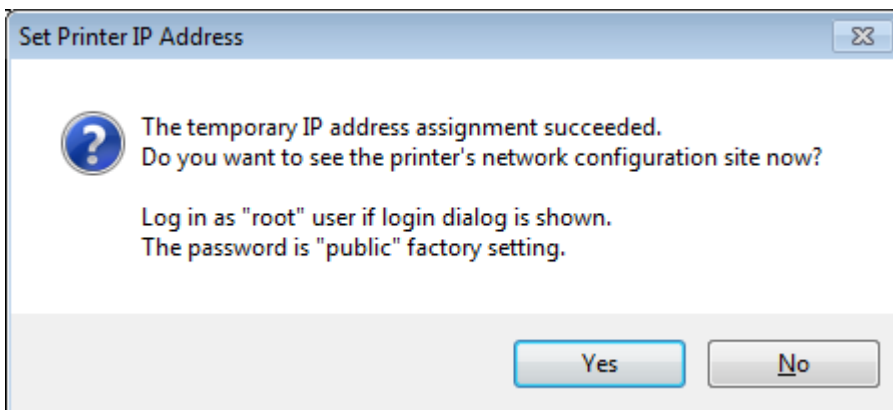 Set Printer IP Address
The temporary IP address assignment succeeded.
Do you want to see the printer's network configuration site now?
Log in as "root" user if login dialog is shown.
The password is "public" factory setting.
Yes
No